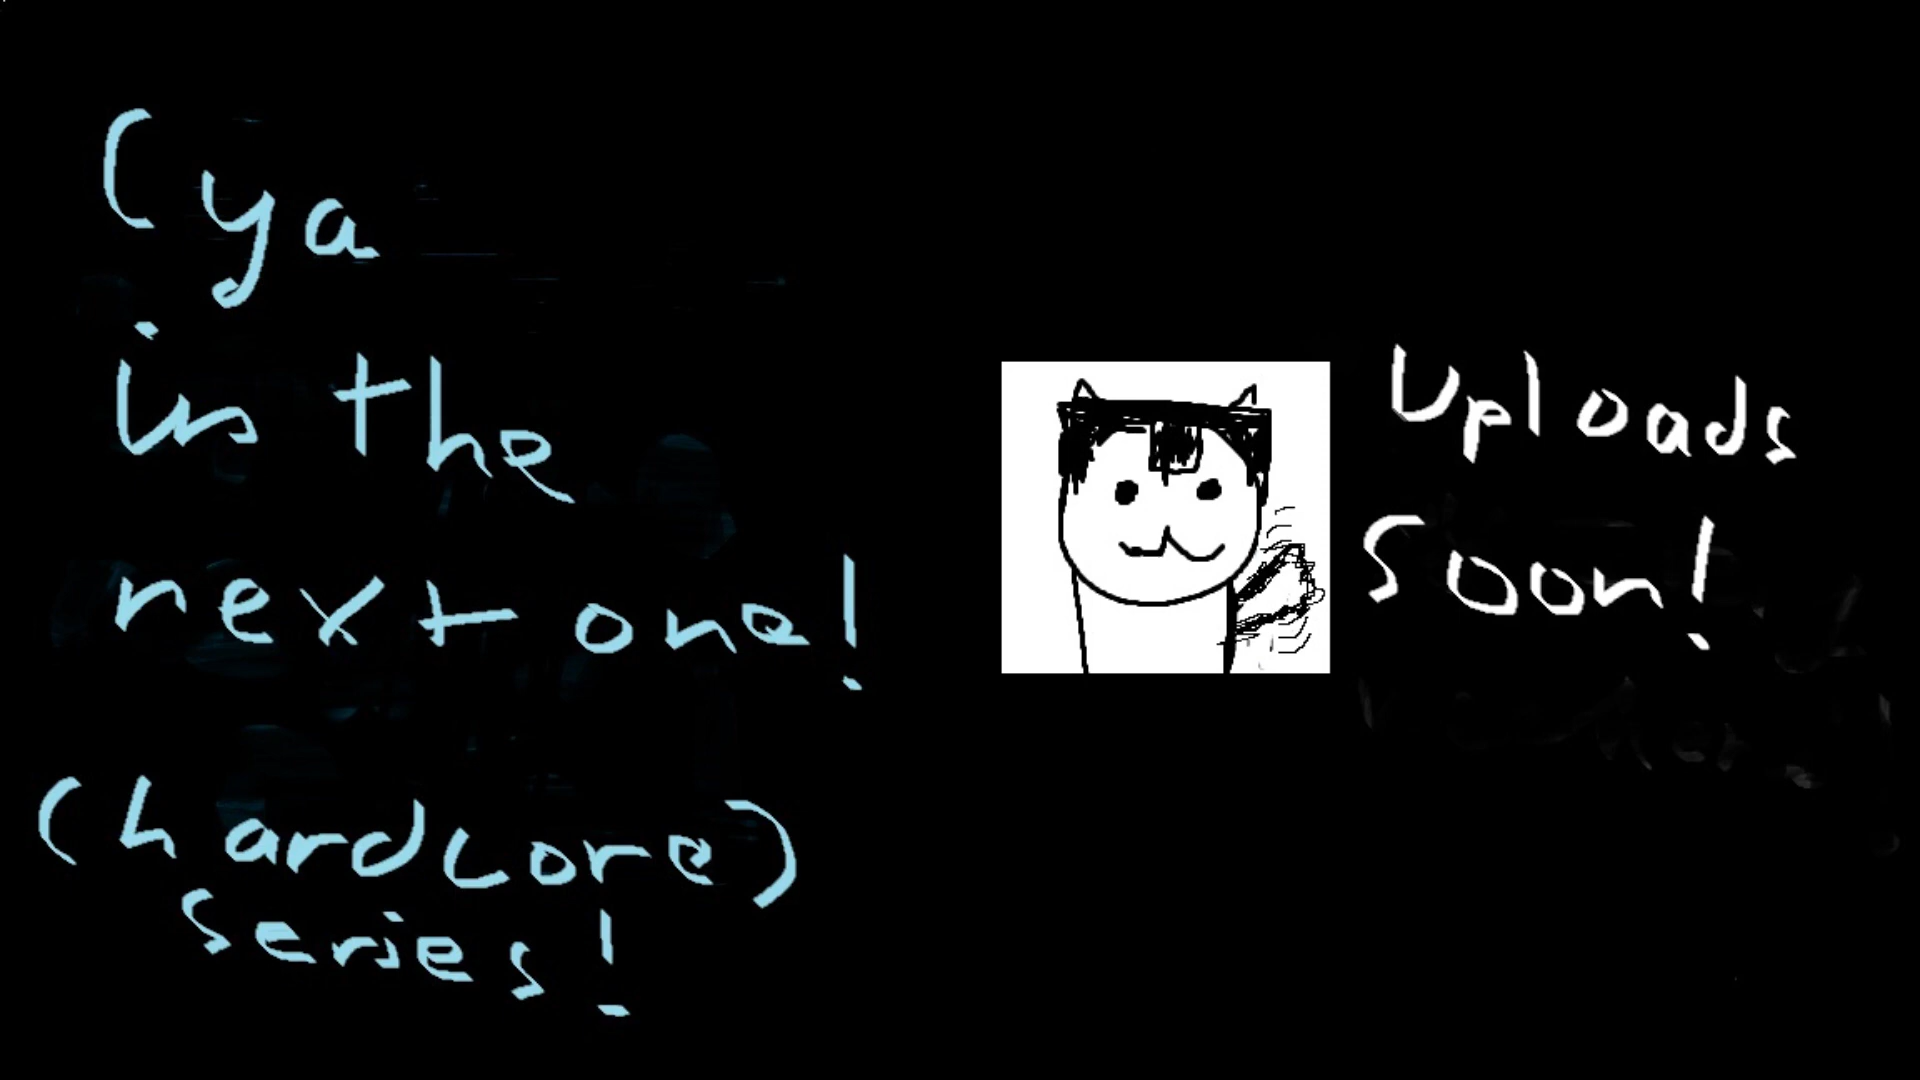 Cya
in the
next one!
(hardcore)
series!
Uploads
Soon!